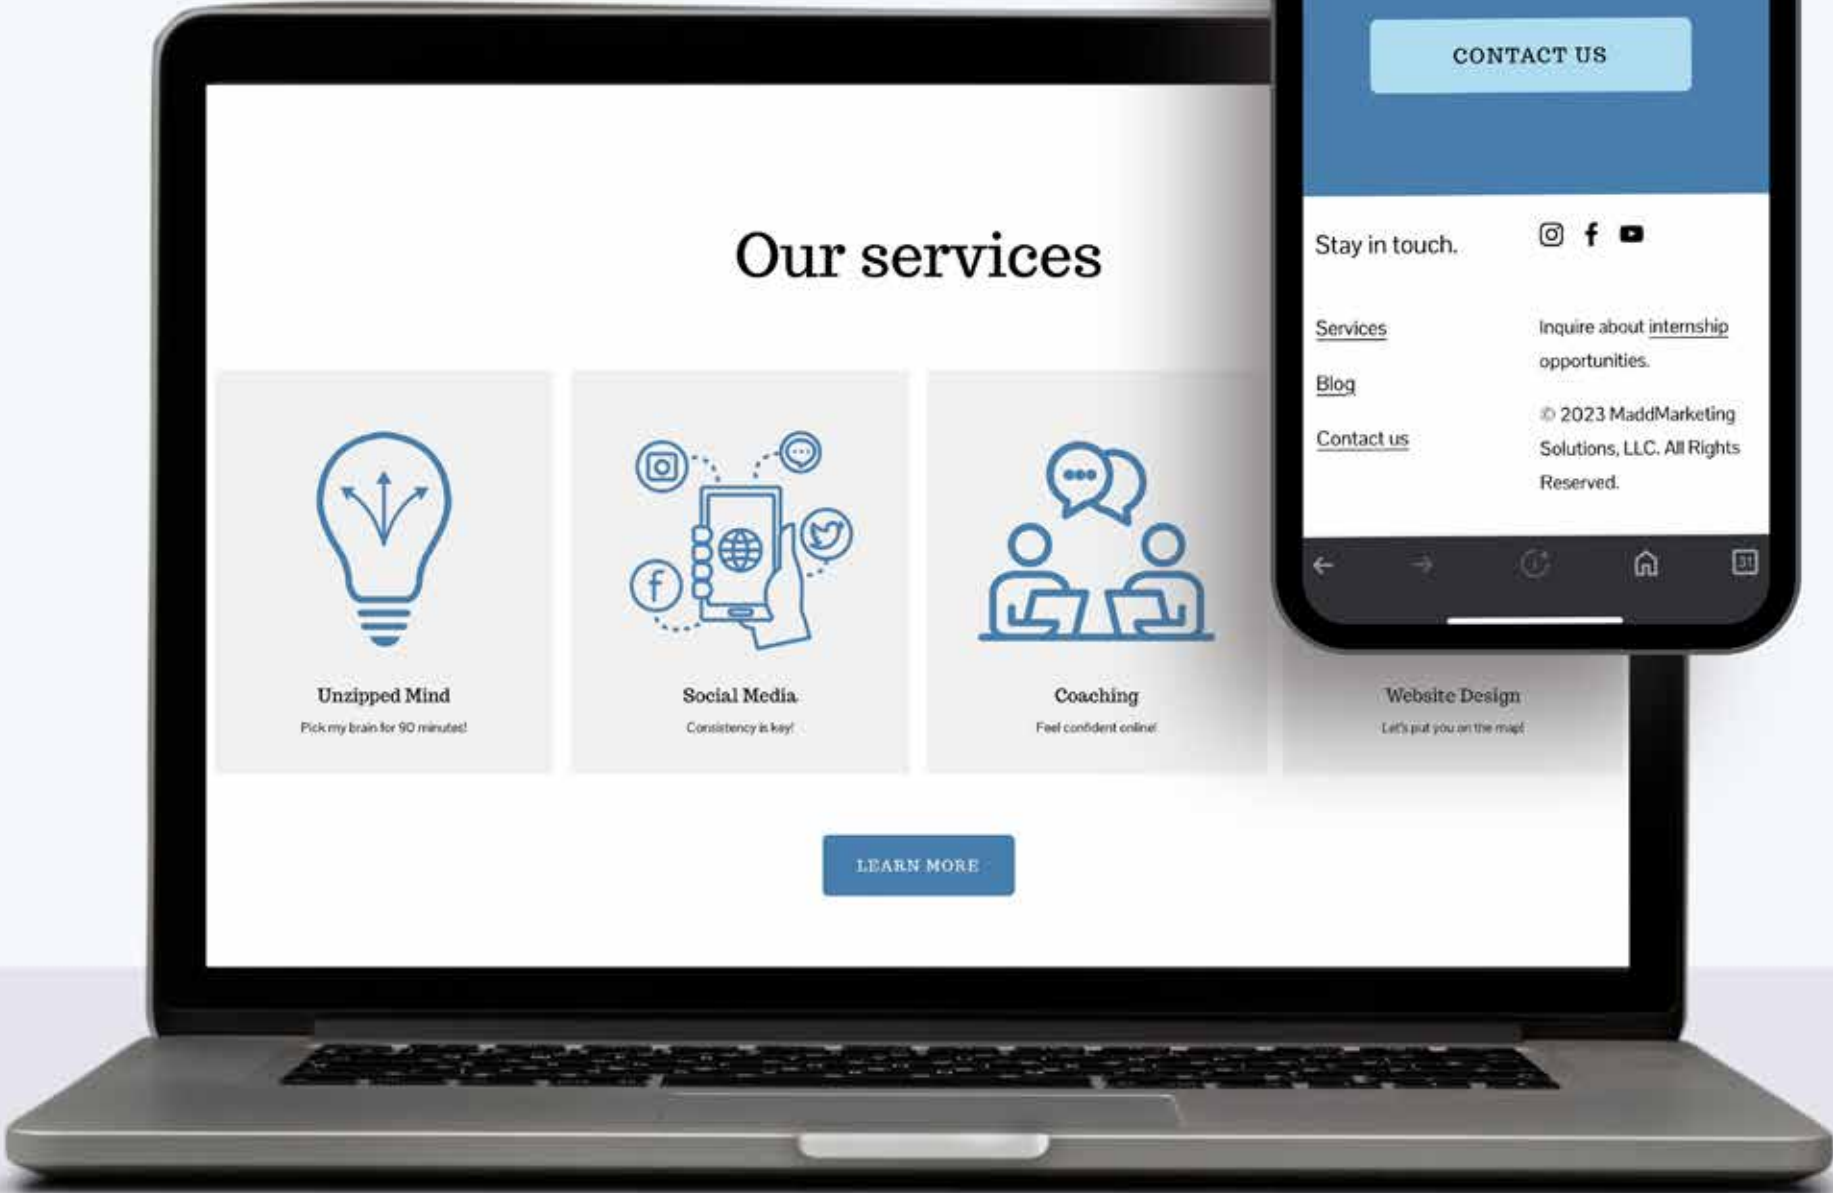 Our services
Unzipped Mind
Pick my brain for 90 minutes!
Social Media
Consistency is key!
Coaching
Feel confident online!
Website Design
Let's put you on the map!
LEARN MORE
CONTACT US
Stay in touch.
Services
Blog
Contact us
Inquire about internship
opportunities.
© 2023 MaddMarketing
Solutions, LLC. All Rights
Reserved.
31